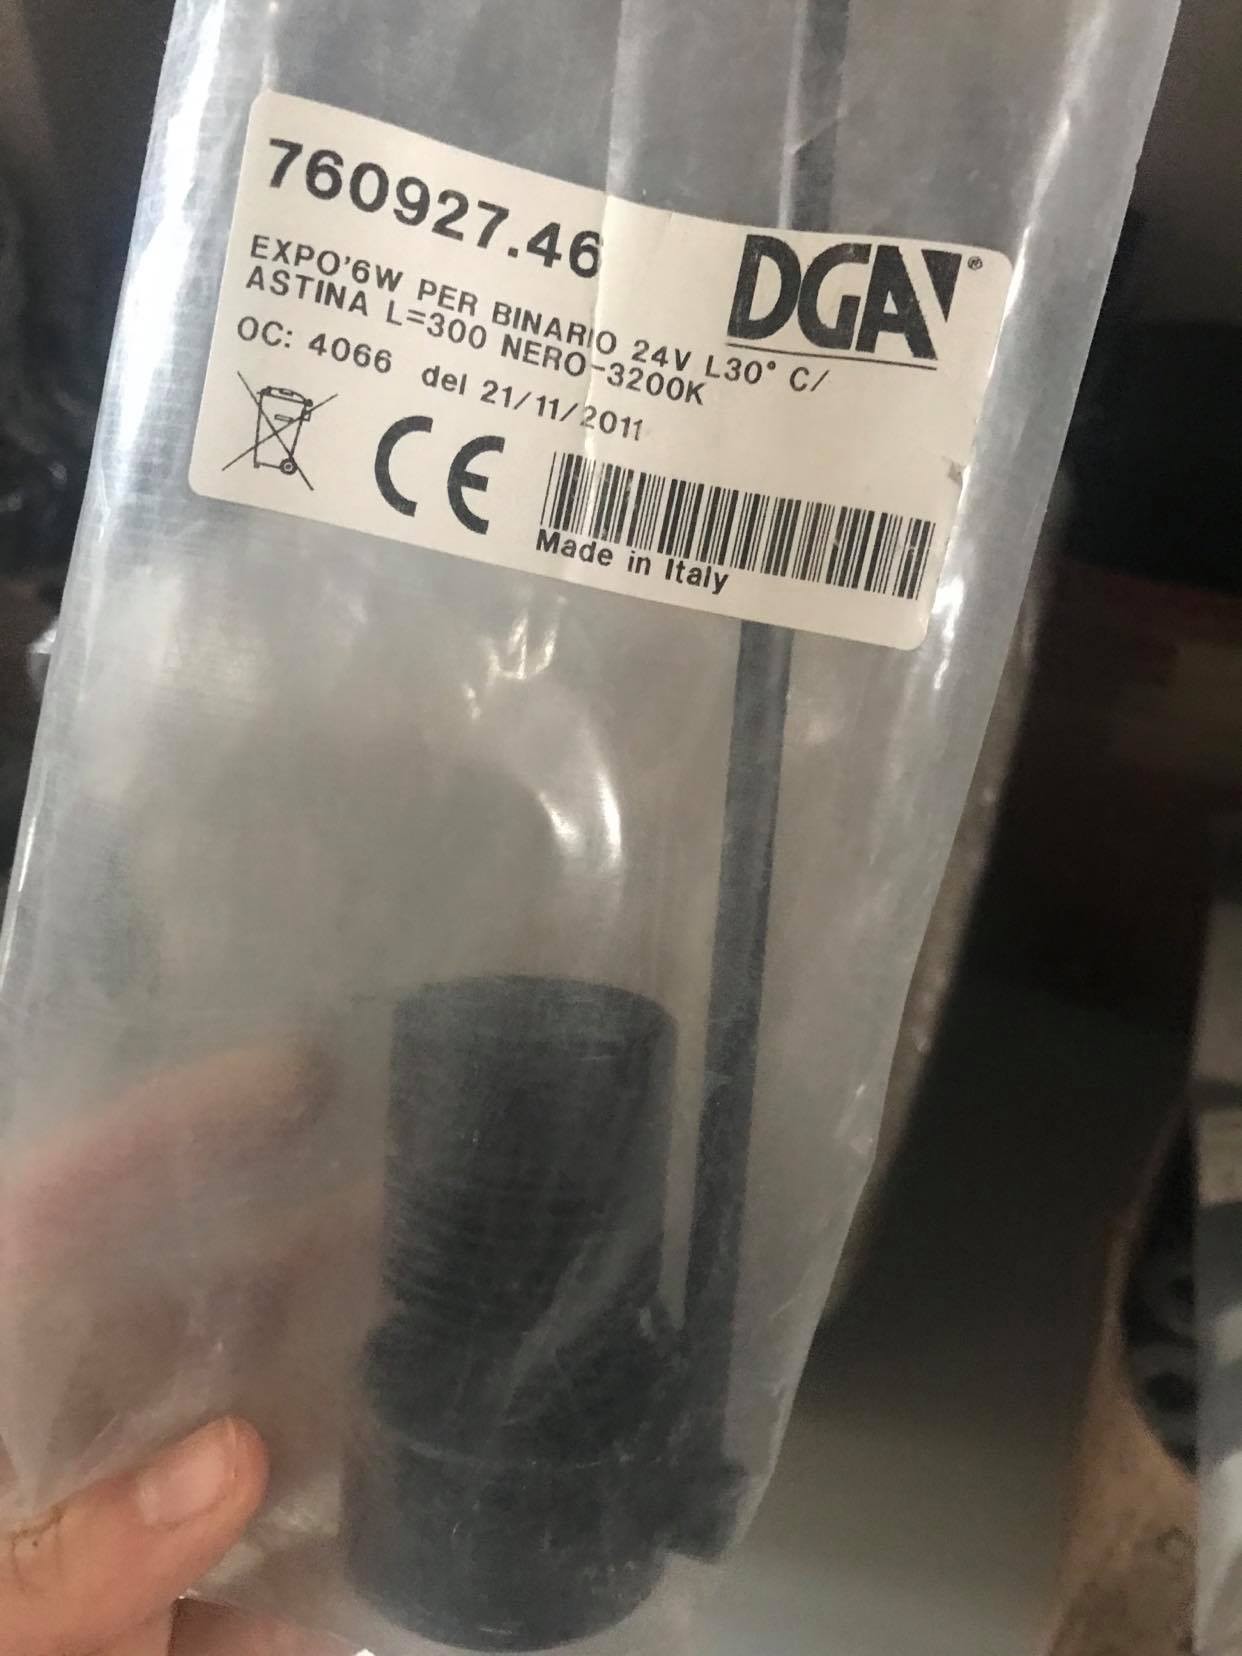 760927.46
DGA®
EXPO'6W PER BINARIO 24V L30° C/
ASTINA L=300 NERO-3200K
OC: 4066 del 21/11/2011
CE
Made in Italy